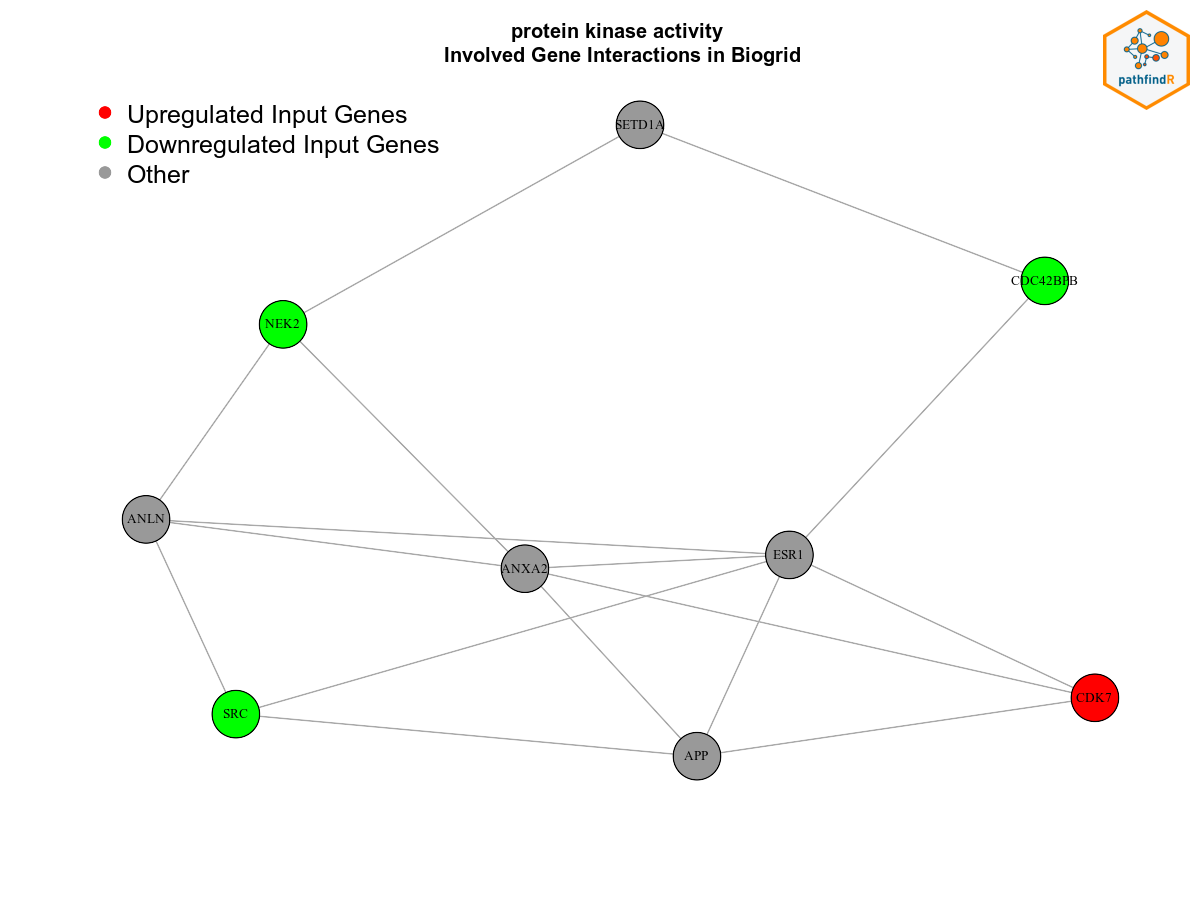 protein kinase activity
Involved Gene Interactions in Biogrid
pathfindR
Upregulated Input Genes
Downregulated Input Genes
Other
SETD1A
CDC42BPB
NEK2
ANLN
ANXA2
ESR1
SRC
CDK7
APP